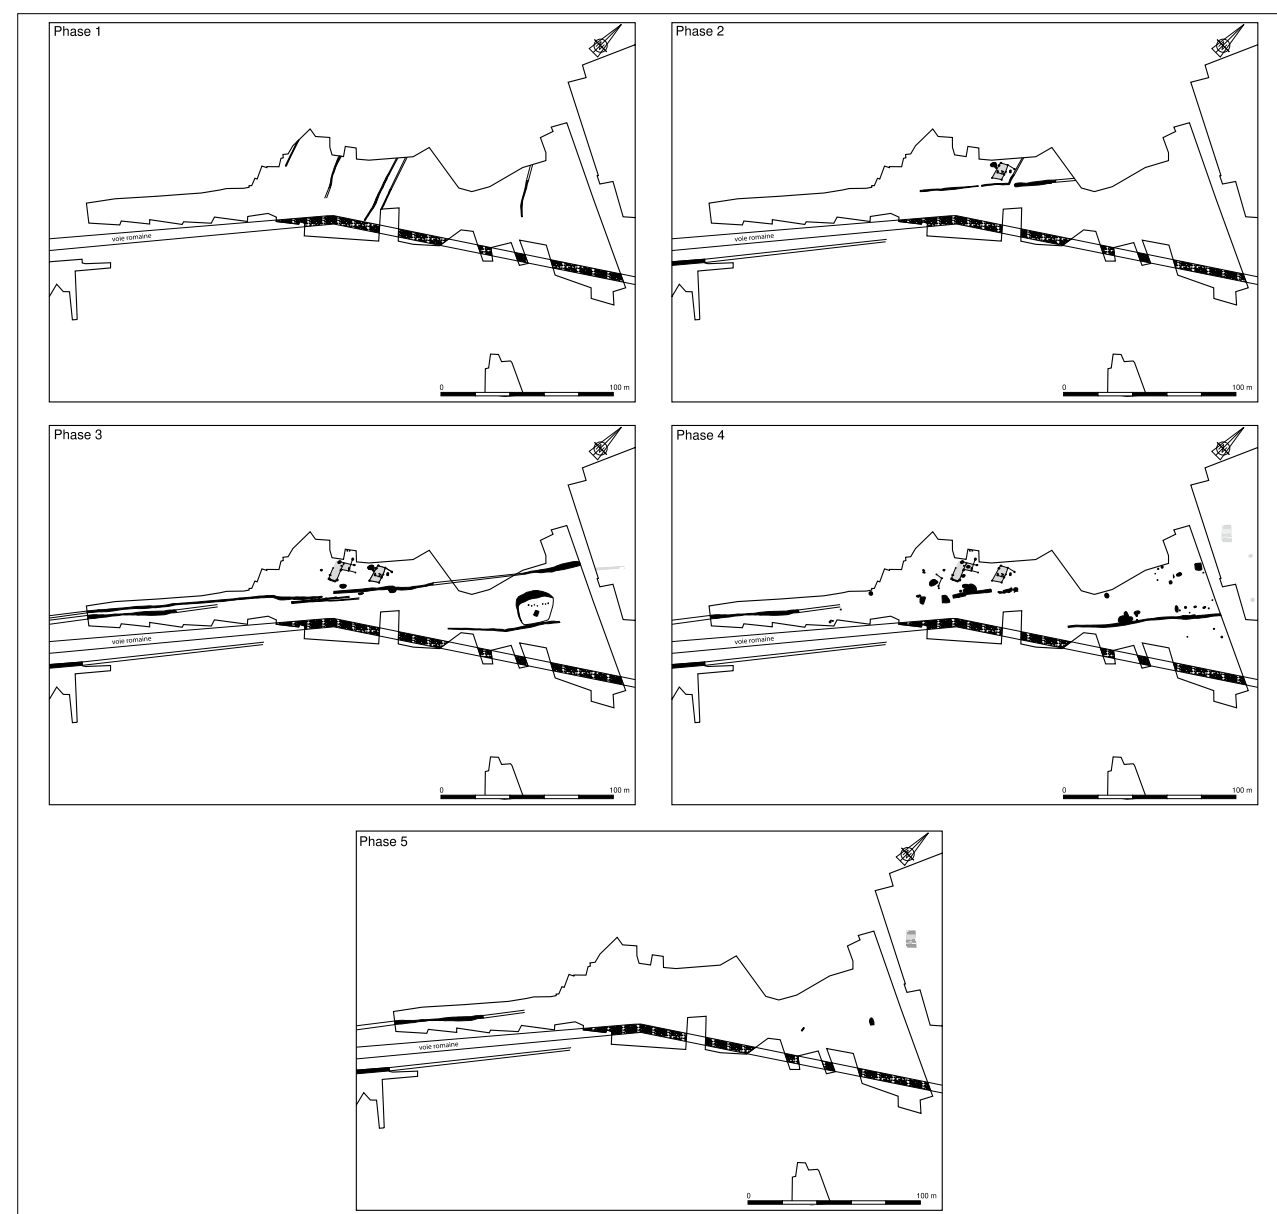 Phase 1
voie romaine
0 100 m
Phase 2
voie romaine
0 100 m
Phase 3
voie romaine
0 100 m
Phase 4
voie romaine
0 100 m
Phase 5
voie romaine
0 100 m